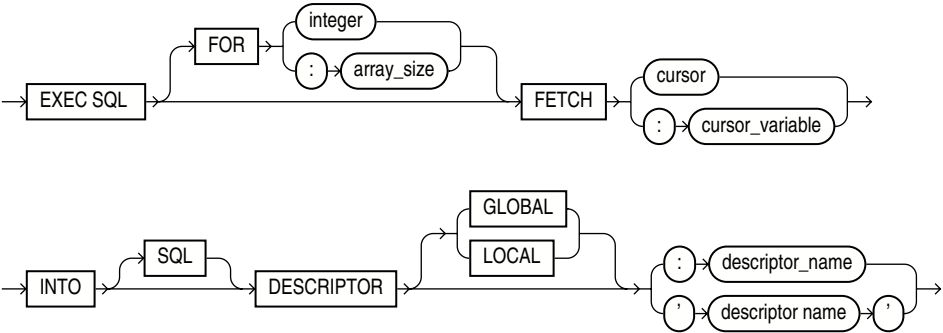 integer
FOR
: array_size
EXEC SQL
FETCH
cursor
: cursor_variable
GLOBAL
SQL
LOCAL
INTO
DESCRIPTOR
: descriptor_name
' descriptor name '